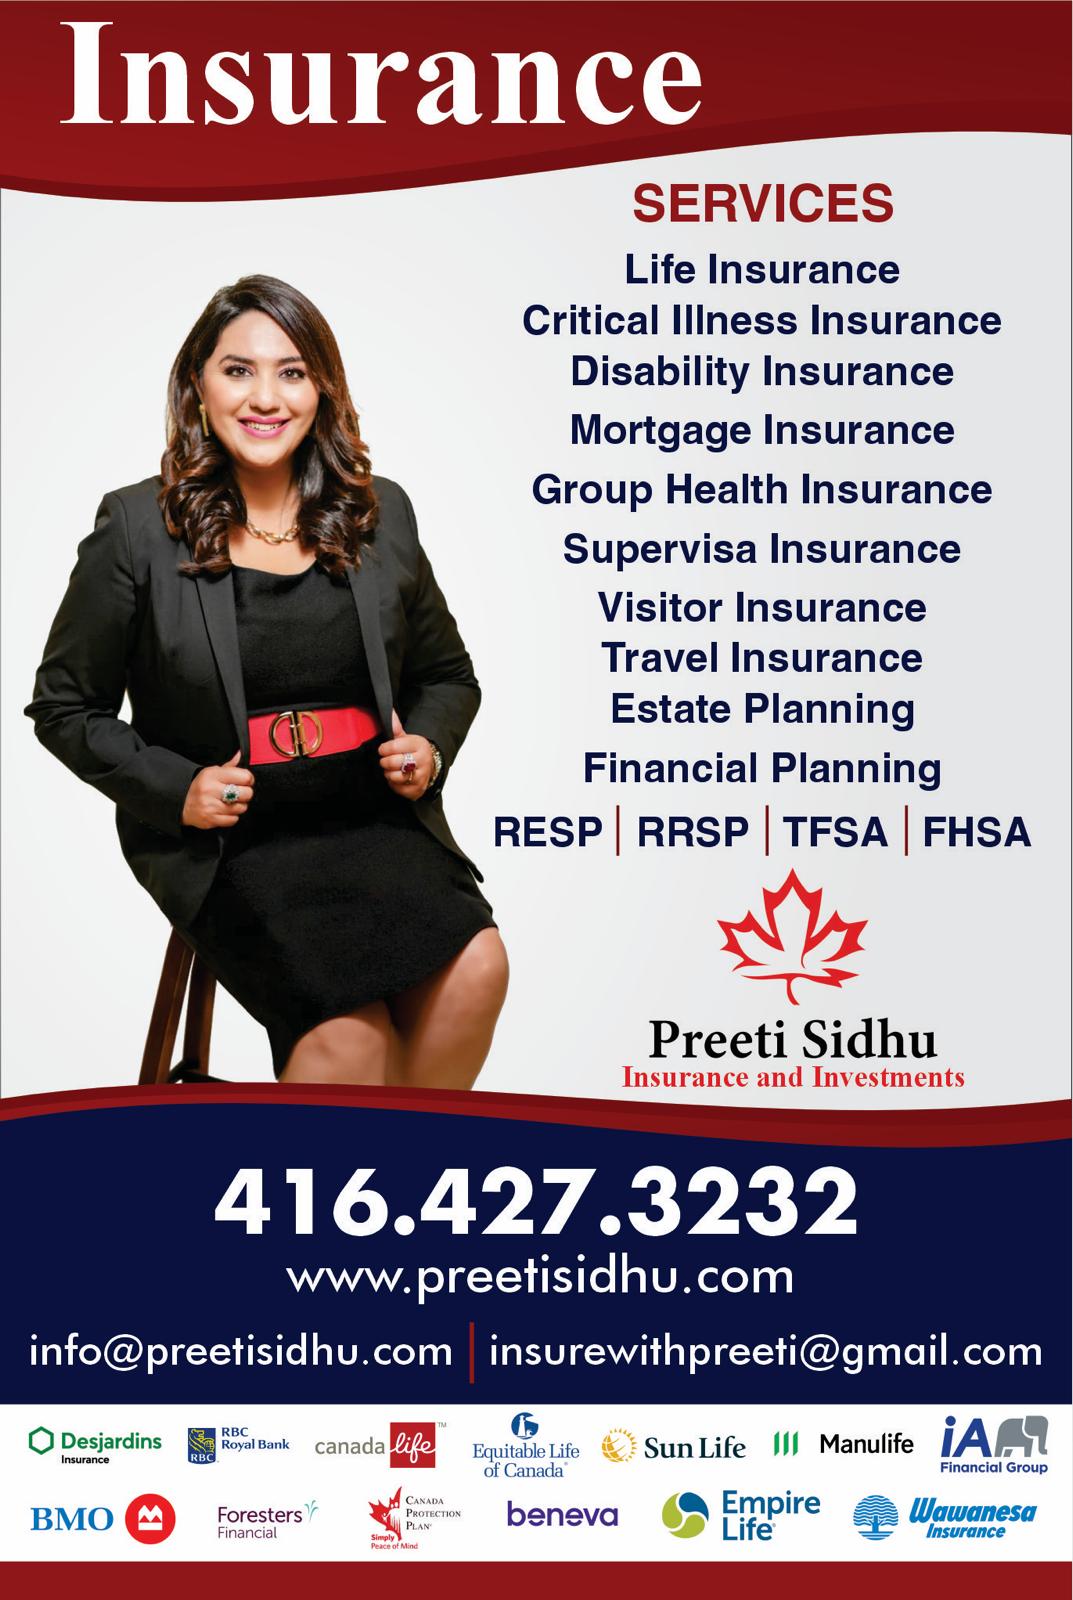 Insurance
SERVICES
Life Insurance
Critical Illness Insurance
Disability Insurance
Mortgage Insurance
Group Health Insurance
Supervisa Insurance
Visitor Insurance
Travel Insurance
Estate Planning
Financial Planning
RESP | RRSP | TFSA | FHSA
Preeti Sidhu
Insurance and Investments
416.427.3232
www.preetisidhu.com
info@preetisidhu.com | insurewithpreeti@gmail.com
Desjardins
Insurance
RBC
RBC
Royal Bank
canada life™
Equitable Life
of Canada®
Sun Life
Manulife
iA
Financial Group
BMO
Foresters
Financial
CANADA
PROTECTION
PLAN
Simply
Peace of Mind
beneva
Empire
Life
Wawanesa
Insurance